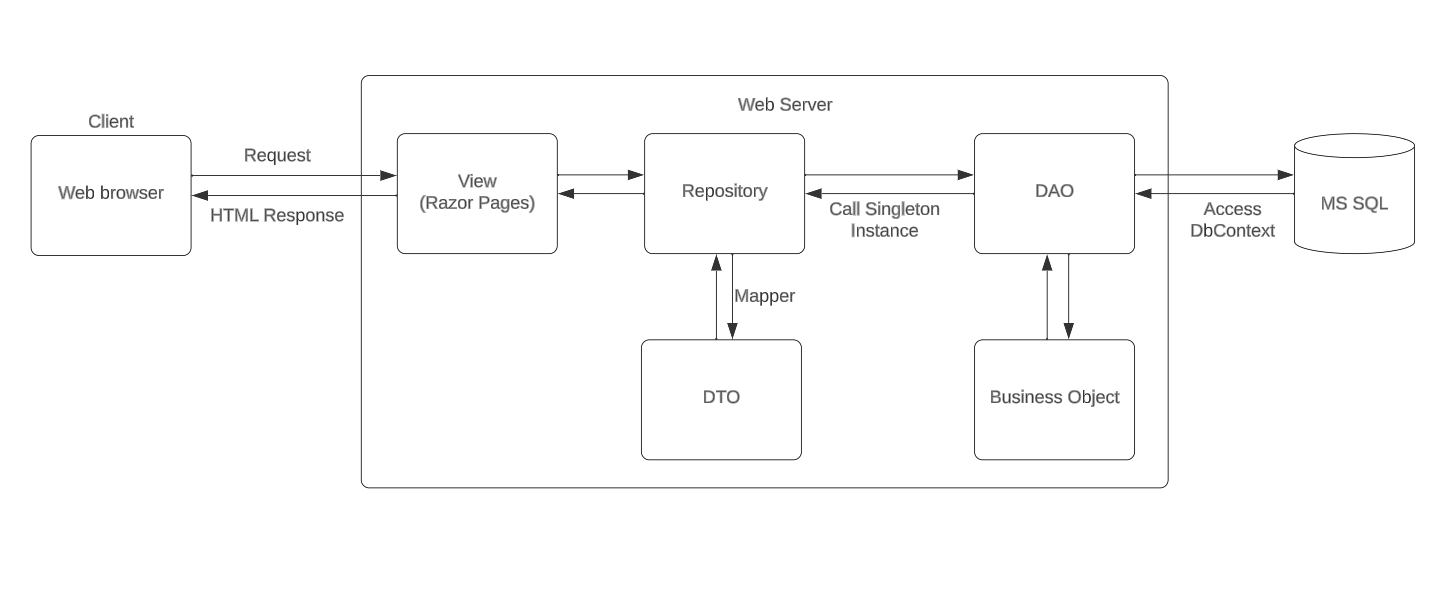 Web Server
Client
Request
Web browser
HTML Response
View
(Razor Pages)
Repository
Call Singleton
Instance
DAO
Access
DbContext
MS SQL
Mapper
DTO
Business Object